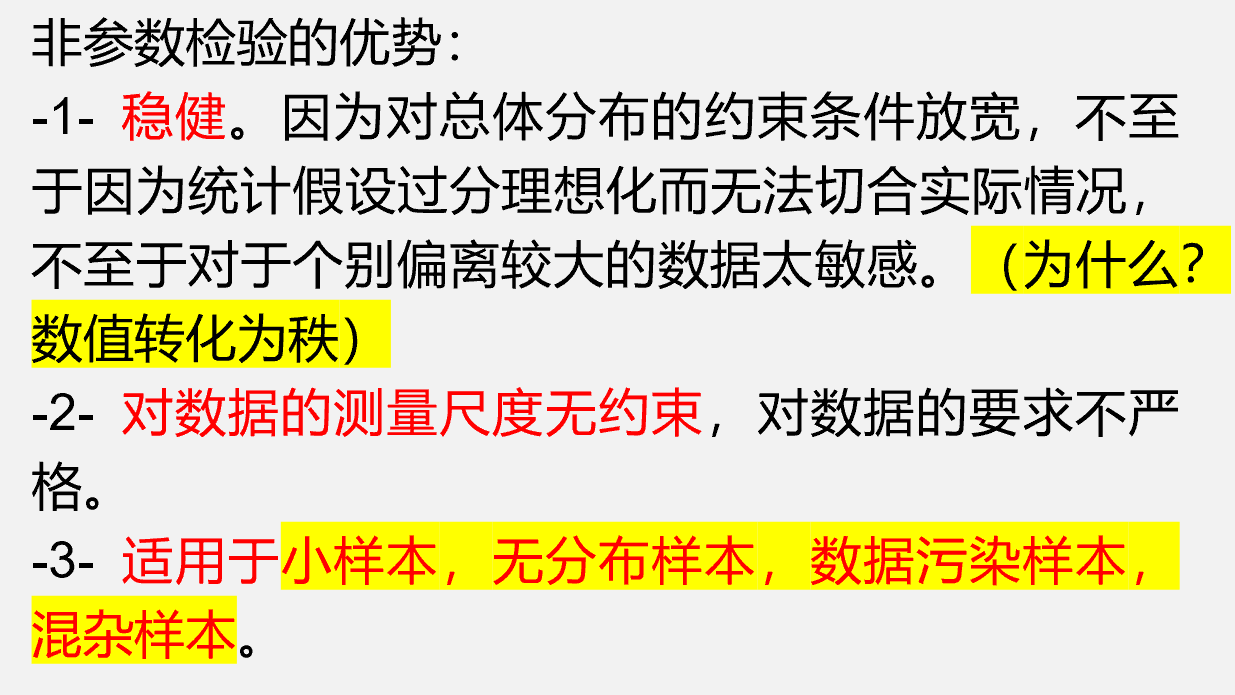 非参数检验的优势：
-1- 稳健。因为对总体分布的约束条件放宽，不至
于因为统计假设过分理想化而无法切合实际情况，
不至于对于个别偏离较大的数据太敏感。（为什么？
数值转化为秩）
-2- 对数据的测量尺度无约束，对数据的要求不严
格。
-3- 适用于小样本，无分布样本，数据污染样本，
混杂样本。